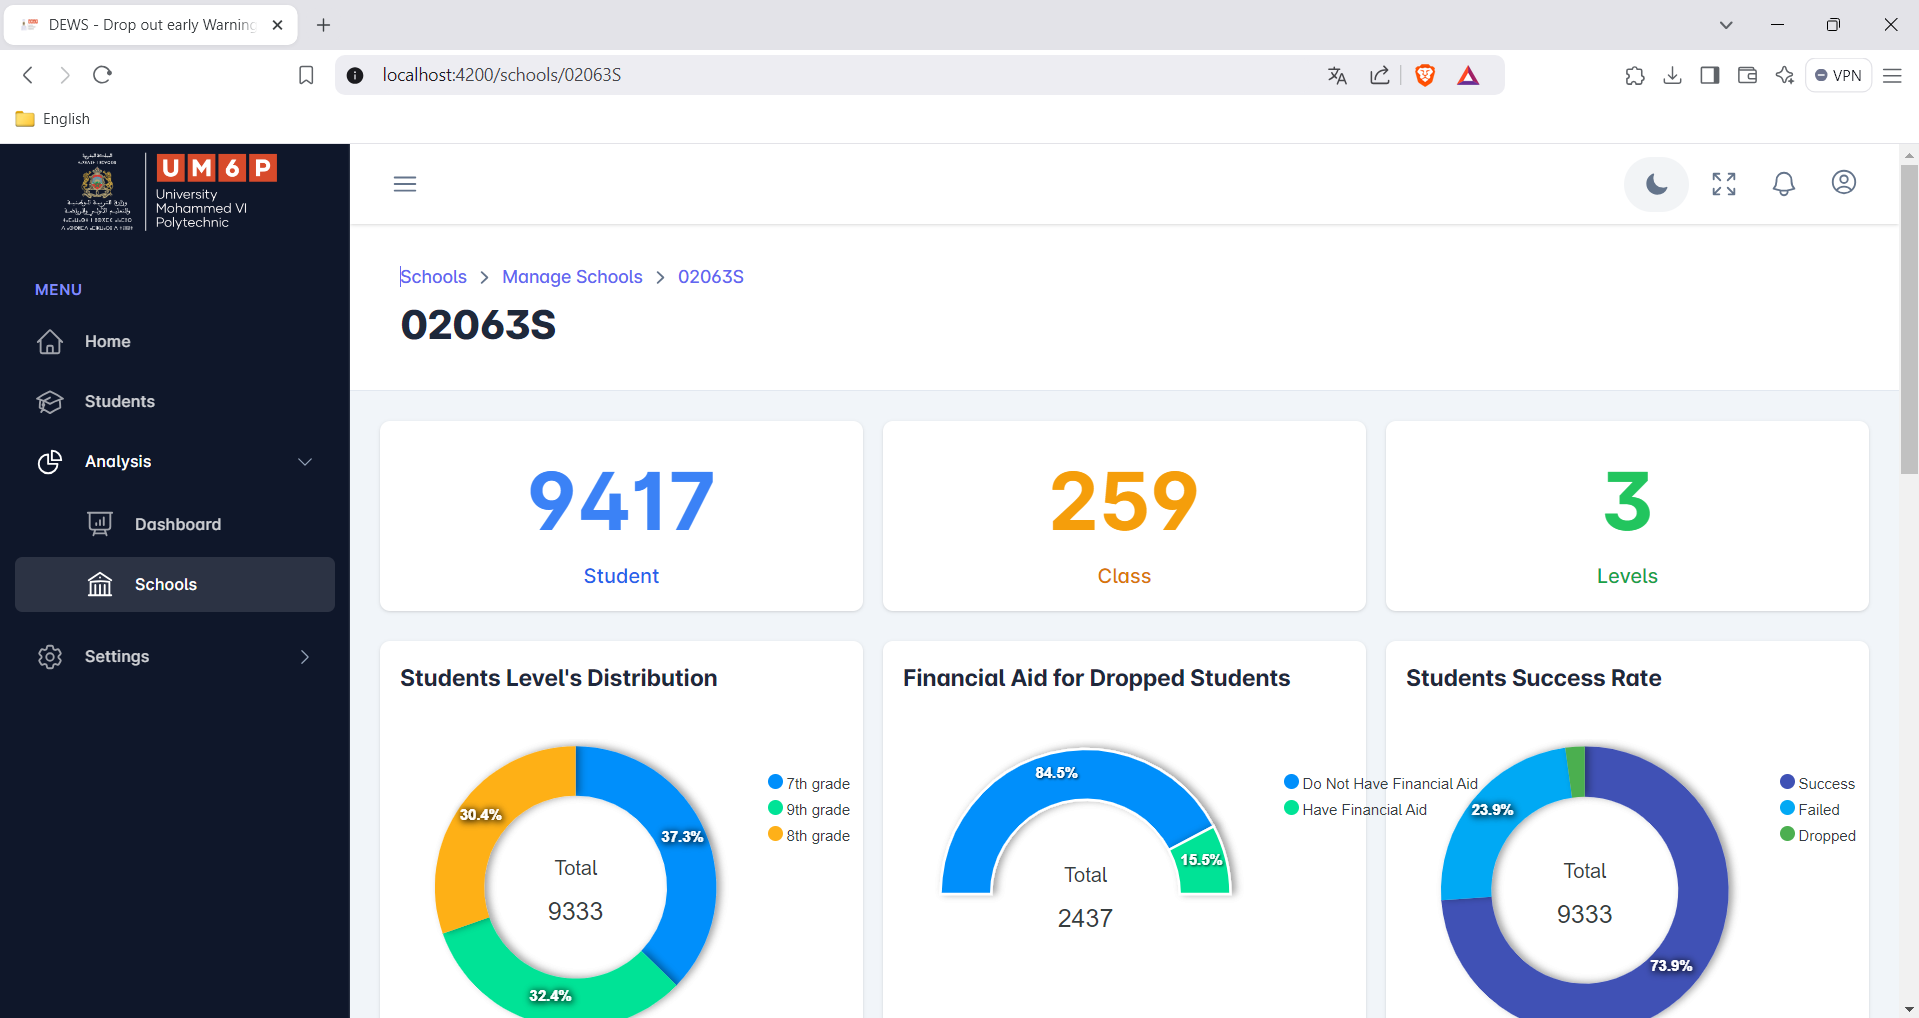 DEWS - Drop out early Warning
localhost:4200/schools/02063S
VPN
English
UM6P
University
Mohammed VI
Polytechnic
MENU
Home
Students
Analysis
Dashboard
Schools
Settings
Schools > Manage Schools > 02063S
02063S
9417
Student
259
Class
3
Levels
Students Level's Distribution
37.3%
32.4%
30.4%
Total
9333
7th grade
9th grade
8th grade
Financial Aid for Dropped Students
84.5%
15.5%
Total
2437
Do Not Have Financial Aid
Have Financial Aid
Students Success Rate
23.9%
73.9%
Total
9333
Success
Failed
Dropped